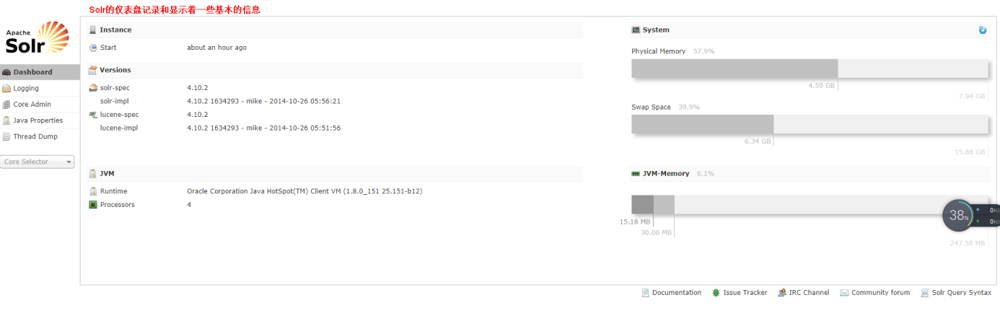 Solr的仪表盘记录和显示着一些基本的信息
Apache
Solr
Dashboard
Logging
Core Admin
Java Properties
Thread Dump
Core Selector
Instance
Start about an hour ago
Versions
solr-spec 4.10.2
solr-impl 4.10.2 1634293 - mike - 2014-10-26 05:56:21
lucene-spec 4.10.2
lucene-impl 4.10.2 1634293 - mike - 2014-10-26 05:51:56
JVM
Runtime Oracle Corporation Java HotSpot(TM) Client VM (1.8.0_151 25.151-b12)
Processors 4
System
Physical Memory 57.9%
4.59 GB
7.94 GB
Swap Space 39.9%
6.34 GB
15.88 GB
JVM-Memory 6.1%
15.18 MB
30.00 MB
247.50 MB
38%
Documentation Issue Tracker IRC Channel Community forum Solr Query Syntax